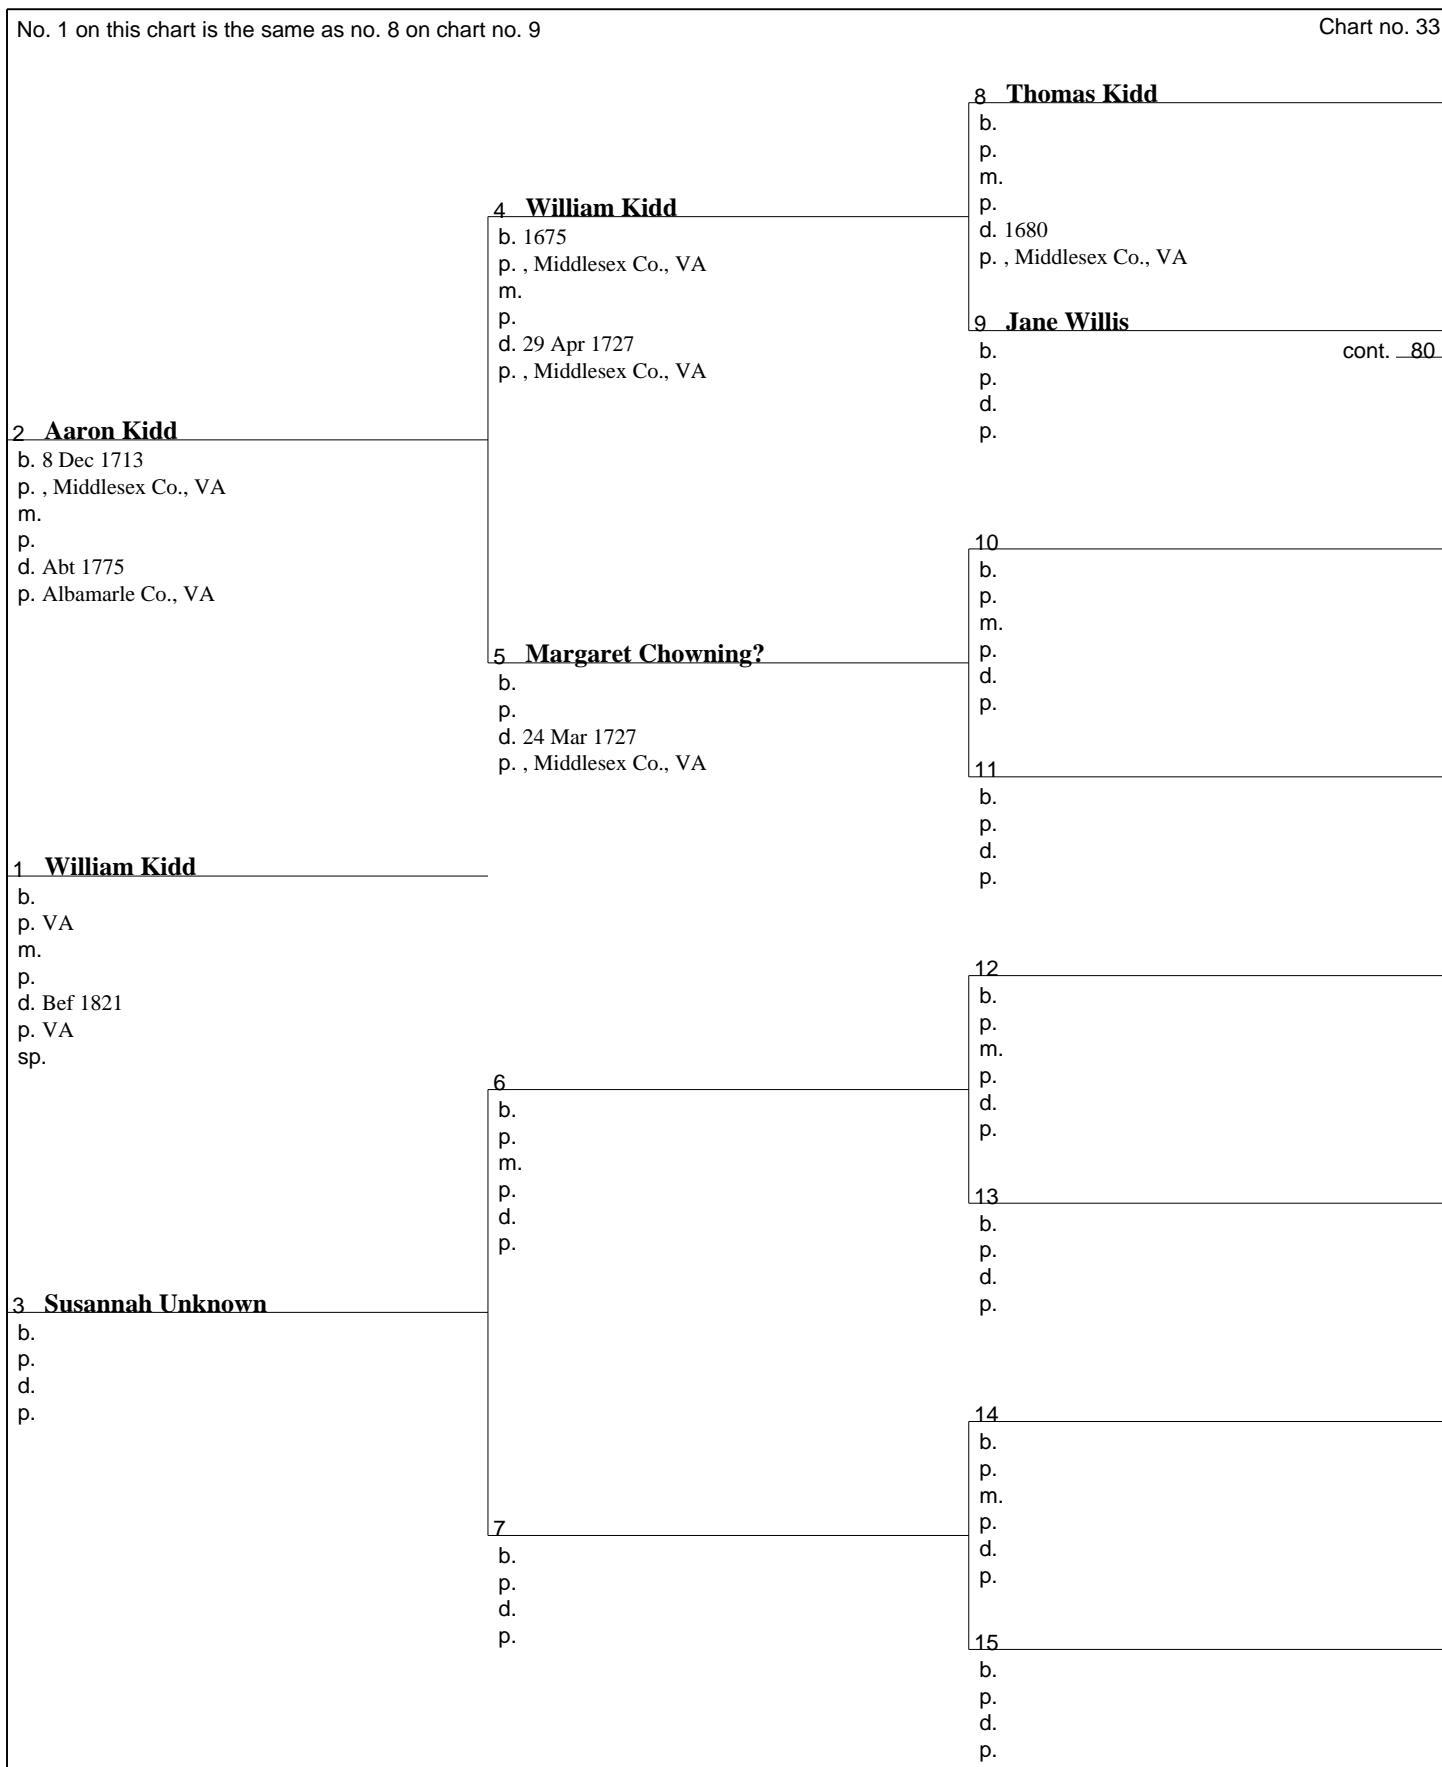 No. 1 on this chart is the same as no. 8 on chart no. 9
Chart no. 33
8 Thomas Kidd
b.
p.
m.
p.
d. 1680
p. , Middlesex Co., VA
4 William Kidd
b. 1675
p. , Middlesex Co., VA
m.
p.
d. 29 Apr 1727
p. , Middlesex Co., VA
9 Jane Willis
b.
cont. 80
p.
d.
p.
2 Aaron Kidd
b. 8 Dec 1713
p. , Middlesex Co., VA
m.
p.
d. Abt 1775
p. Albamarle Co., VA
10
b.
p.
m.
p.
d.
p.
5 Margaret Chowning?
b.
p.
d. 24 Mar 1727
p. , Middlesex Co., VA
11
b.
p.
d.
p.
1 William Kidd
b.
p. VA
m.
p.
d. Bef 1821
p. VA
sp.
12
b.
p.
m.
p.
d.
p.
6
b.
p.
m.
p.
d.
p.
13
b.
p.
d.
p.
3 Susannah Unknown
b.
p.
d.
p.
14
b.
p.
m.
p.
d.
p.
7
b.
p.
d.
p.
15
b.
p.
d.
p.